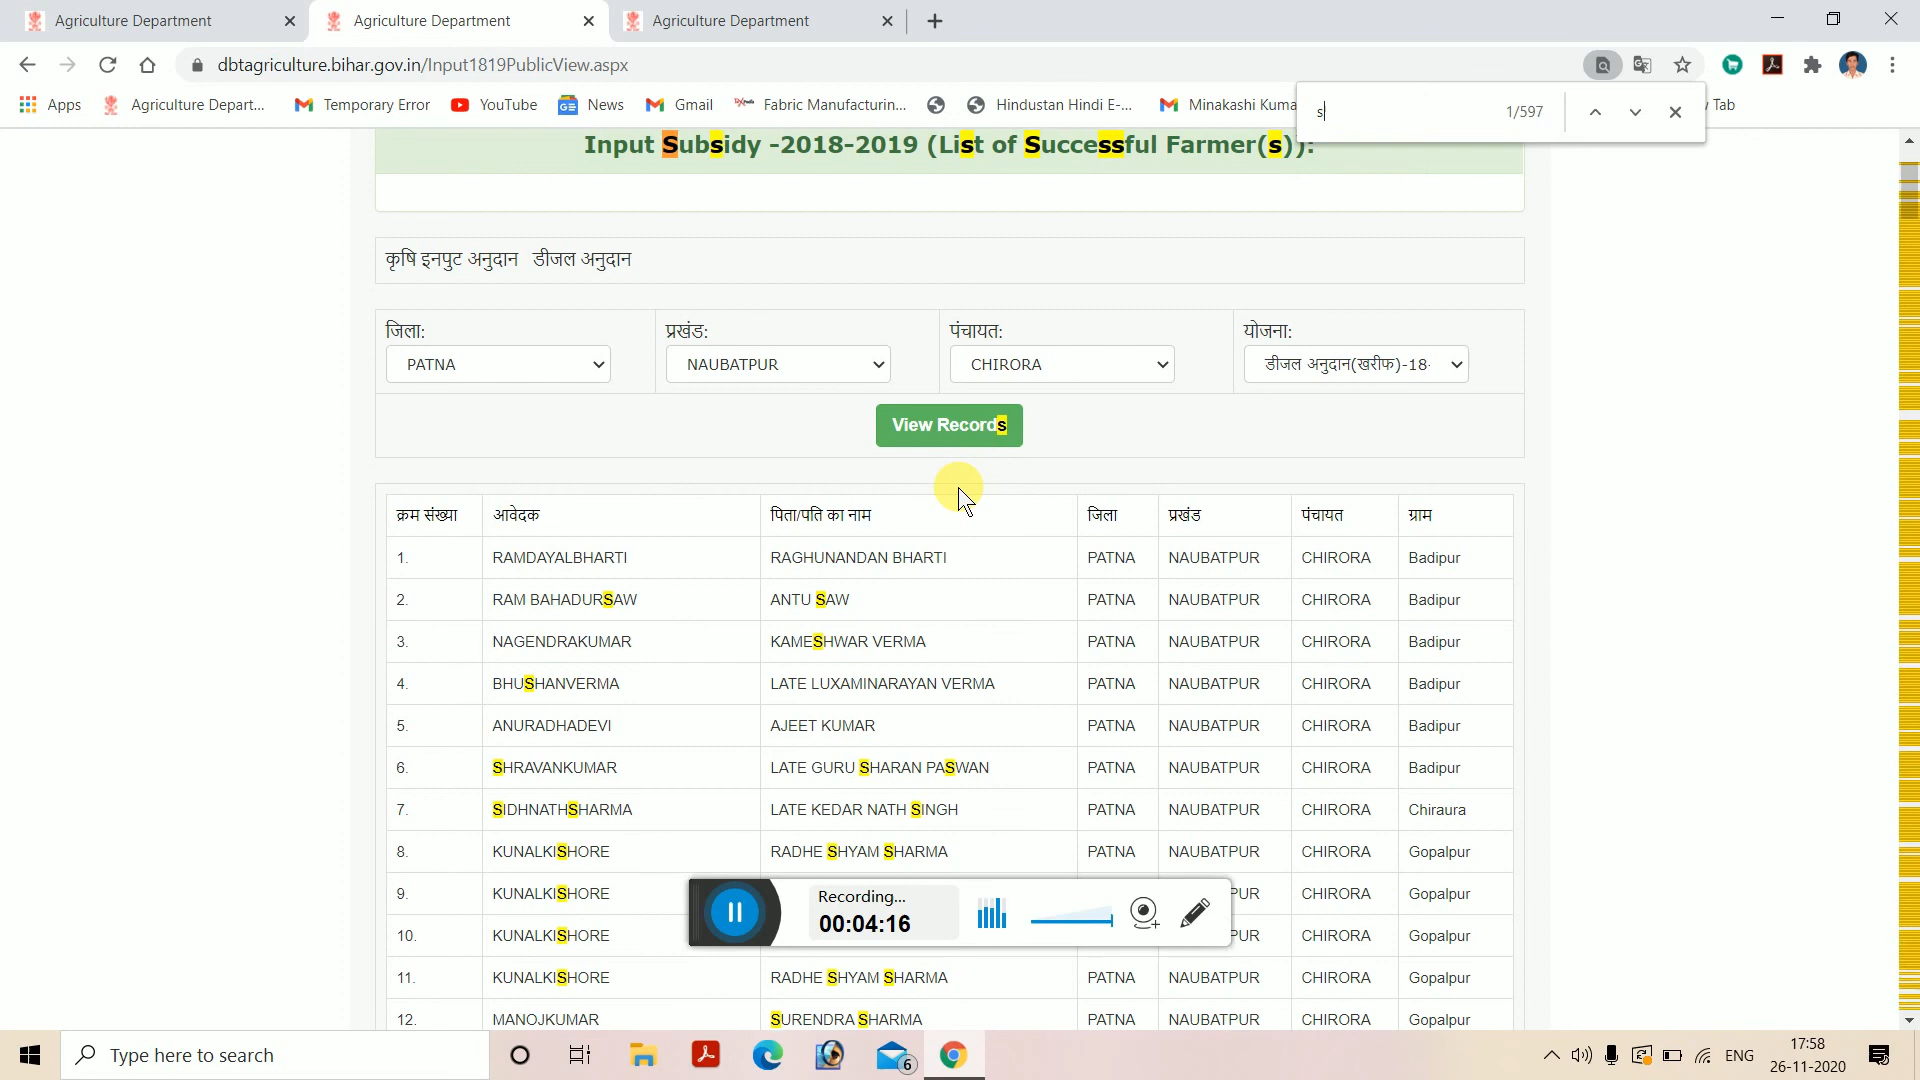 Agriculture Department
Agriculture Department
Agriculture Department
dbtagriculture.bihar.gov.in/Input1819PublicView.aspx
Apps
Agriculture Depart...
Temporary Error
YouTube
News
Gmail
Fabric Manufacturin...
Hindustan Hindi E-...
Minakashi Kuma
Tab
s
1/597
Input Subsidy -2018-2019 (List of Successful Farmer(s)):
कृषि इनपुट अनुदान डीजल अनुदान
जिला: प्रखंड: पंचायत: योजना:
PATNA NAUBATPUR CHIRORA डीजल अनुदान(खरीफ)-18-
View Records
क्रम संख्या आवेदक पिता/पति का नाम जिला प्रखंड पंचायत ग्राम
1. RAMDAYALBHARTI RAGHUNANDAN BHARTI PATNA NAUBATPUR CHIRORA Badipur
2. RAM BAHADURSAW ANTU SAW PATNA NAUBATPUR CHIRORA Badipur
3. NAGENDRAKUMAR KAMESHWAR VERMA PATNA NAUBATPUR CHIRORA Badipur
4. BHUSHANVERMA LATE LUXAMINARAYAN VERMA PATNA NAUBATPUR CHIRORA Badipur
5. ANURADHADEVI AJEET KUMAR PATNA NAUBATPUR CHIRORA Badipur
6. SHRAVANKUMAR LATE GURU SHARAN PASWAN PATNA NAUBATPUR CHIRORA Badipur
7. SIDHNATHSHARMA LATE KEDAR NATH SINGH PATNA NAUBATPUR CHIRORA Chiraura
8. KUNALKISHORE RADHE SHYAM SHARMA PATNA NAUBATPUR CHIRORA Gopalpur
9. KUNALKISHORE PUR CHIRORA Gopalpur
10. KUNALKISHORE PUR CHIRORA Gopalpur
11. KUNALKISHORE RADHE SHYAM SHARMA PATNA NAUBATPUR CHIRORA Gopalpur
12. MANOJKUMAR SURENDRA SHARMA PATNA NAUBATPUR CHIRORA Gopalpur
Recording...
00:04:16
Type here to search
6
ENG
17:58
26-11-2020